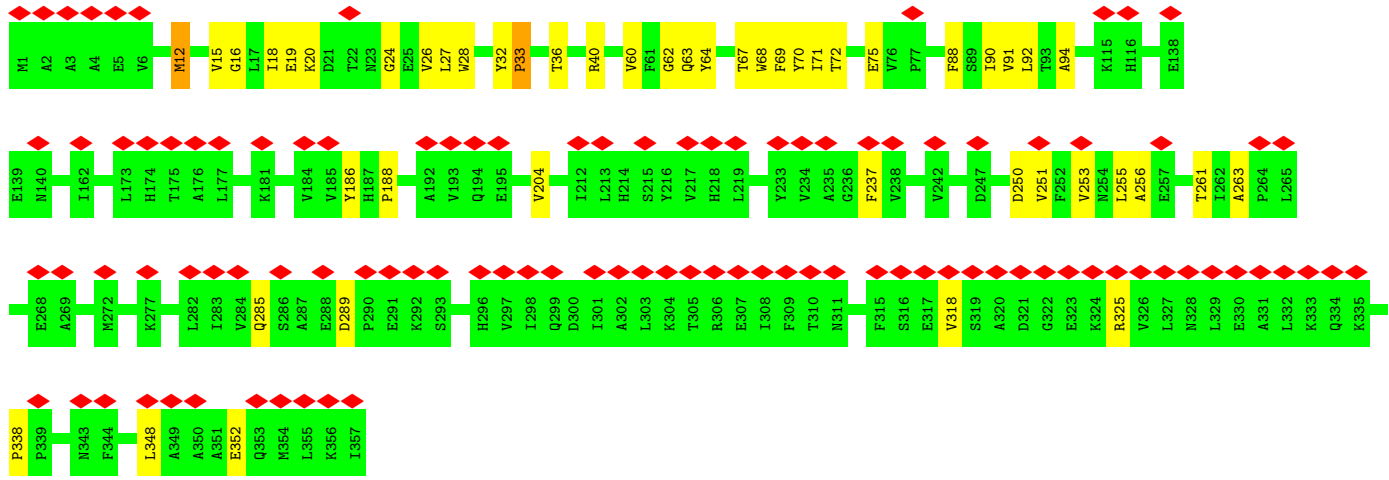 M1 A2 A3 A4 E5 V6 M12 V15 G16 L17 I18 E19 K20 D21 T22 N23 G24 E25 V26 L27 W28 Y32 P33 T36 R40 V60 F61 G62 Q63 Y64 T67 W68 F69 Y70 I71 T72 E75 V76 P77 F88 S89 I90 V91 L92 T93 A94 K115 H116 E138
E139 N140 I162 L173 H174 T175 A176 L177 K181 V184 V185 Y186 H187 P188 A192 V193 Q194 E195 V204 I212 L213 H214 S215 Y216 V217 H218 L219 Y233 V234 A235 G236 F237 V238 V242 D247 D250 V251 F252 V253 N254 L255 A256 E257 T261 I262 A263 P264 L265
E268 A269 M272 K277 L282 I283 V284 Q285 S286 A287 E288 D289 P290 E291 K292 S293 H296 V297 I298 Q299 D300 I301 A302 L303 K304 T305 R306 E307 I308 F309 T310 N311 F315 S316 E317 V318 S319 A320 D321 G322 E323 K324 R325 V326 L327 N328 L329 E330 A331 L332 K333 Q334 K335
P338 P339 N343 F344 L348 A349 A350 A351 E352 Q353 M354 L355 K356 I357